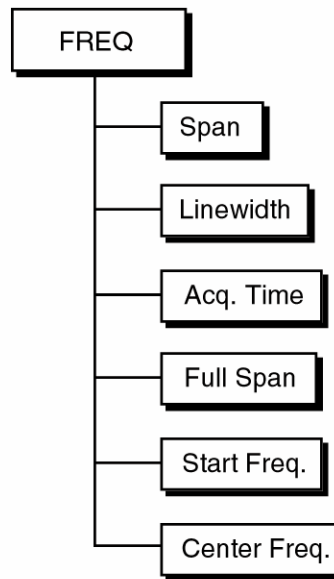 FREQ
Span
Linewidth
Acq. Time
Full Span
Start Freq.
Center Freq.